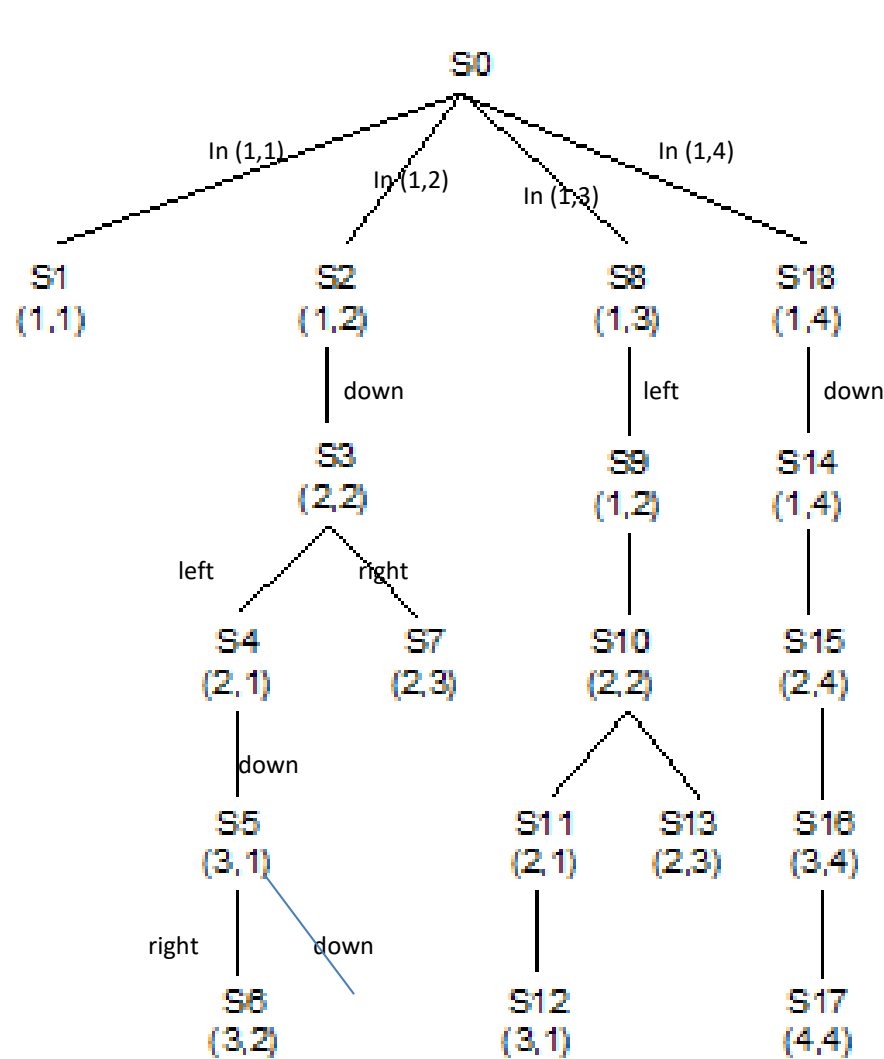 S0
In (1,1)
In (1,4)
In (1,2)
In (1,3)
S1
S2
S8
S18
(1,1)
(1,2)
(1,3)
(1,4)
down
left
down
S3
S9
S14
(2,2)
(1,2)
(1,4)
left
right
S4
S7
S10
S15
(2,1)
(2,3)
(2,2)
(2,4)
down
S5
S11
S13
S16
(3,1)
(2,1)
(2,3)
(3,4)
right
down
S6
S12
S17
(3,2)
(3,1)
(4,4)